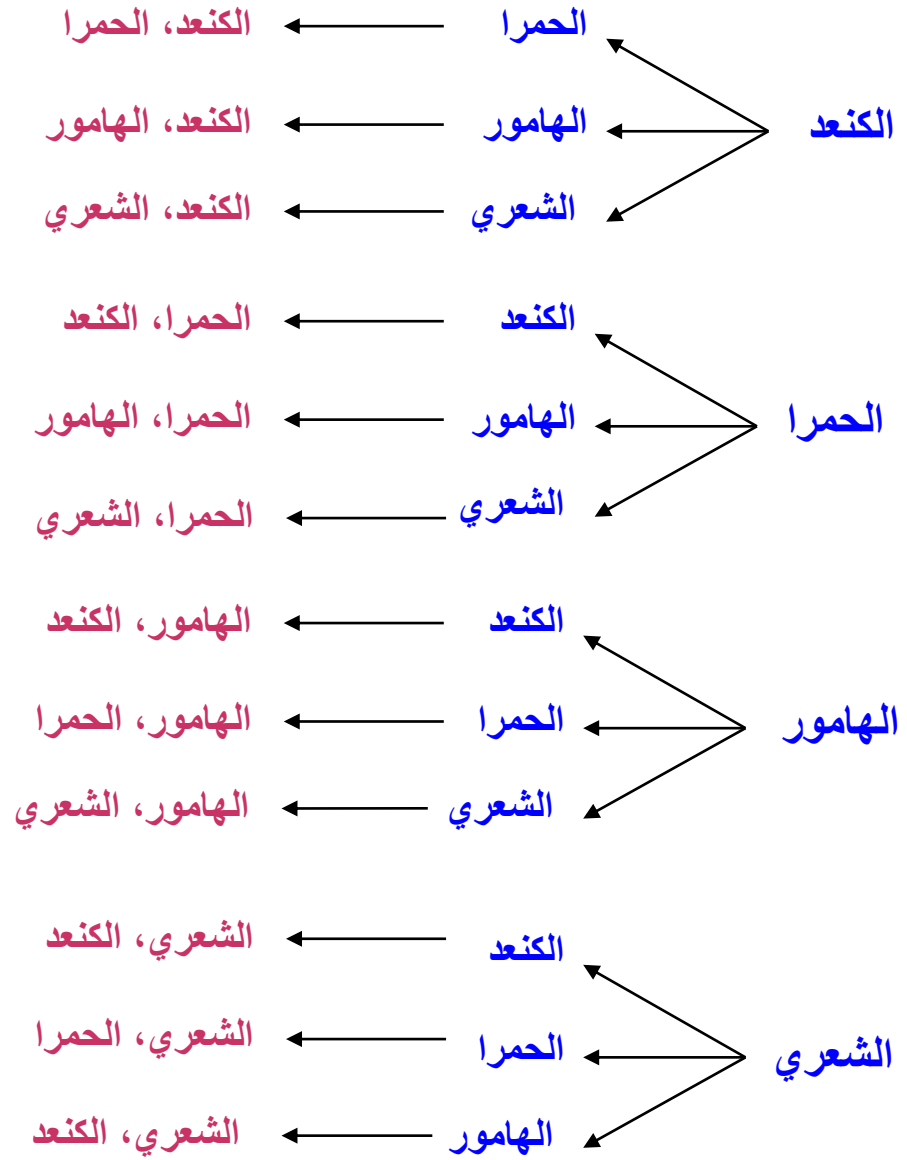 الحمرا الكنعد، الحمرا
الكنعد الهامور الكنعد، الهامور
الشعري الكنعد، الشعري
الكنعد الحمرا، الكنعد
الحمرا الهامور الحمرا، الهامور
الشعري الحمرا، الشعري
الكنعد الهامور، الكنعد
الهامور الحمرا الهامور، الحمرا
الشعري الهامور، الشعري
الكنعد الشعري، الكنعد
الشعري الحمرا الشعري، الحمرا
الهامور الشعري، الكنعد